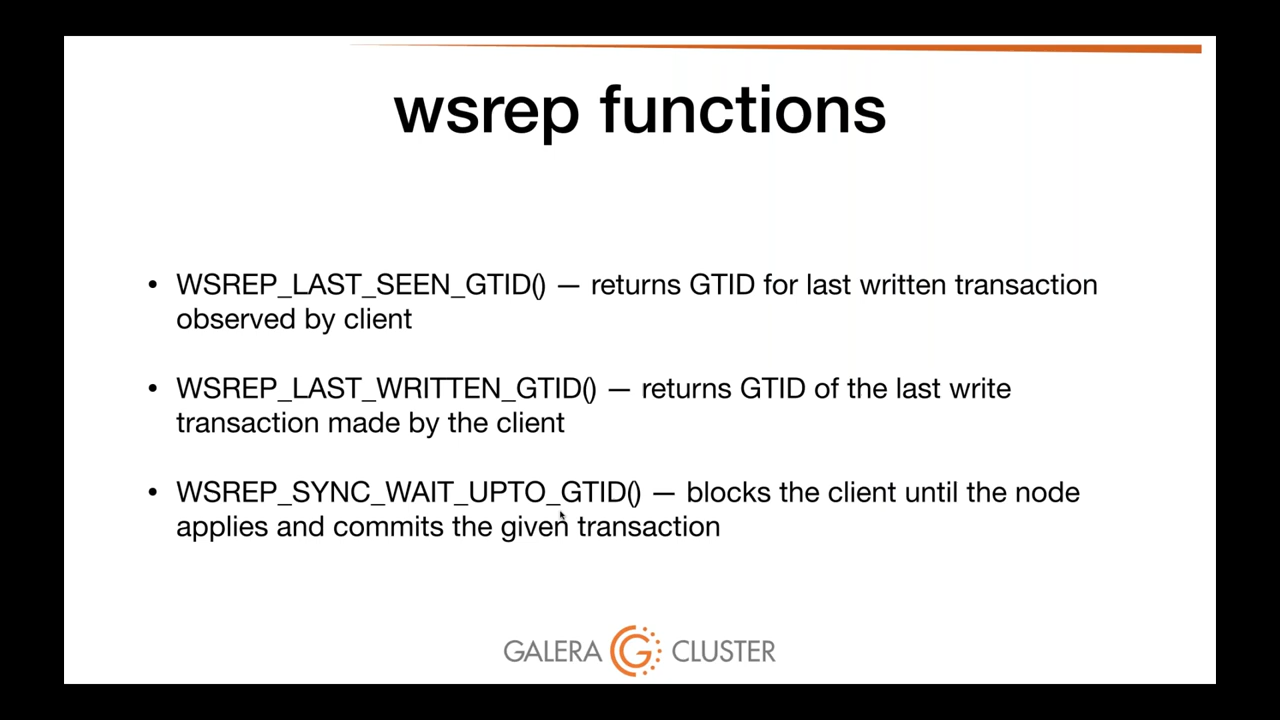 wsrep functions
• WSREP_LAST_SEEN_GTID() — returns GTID for last written transaction
observed by client
• WSREP_LAST_WRITTEN_GTID() — returns GTID of the last write
transaction made by the client
• WSREP_SYNC_WAIT_UPTO_GTID() — blocks the client until the node
applies and commits the given transaction
GALERA CLUSTER